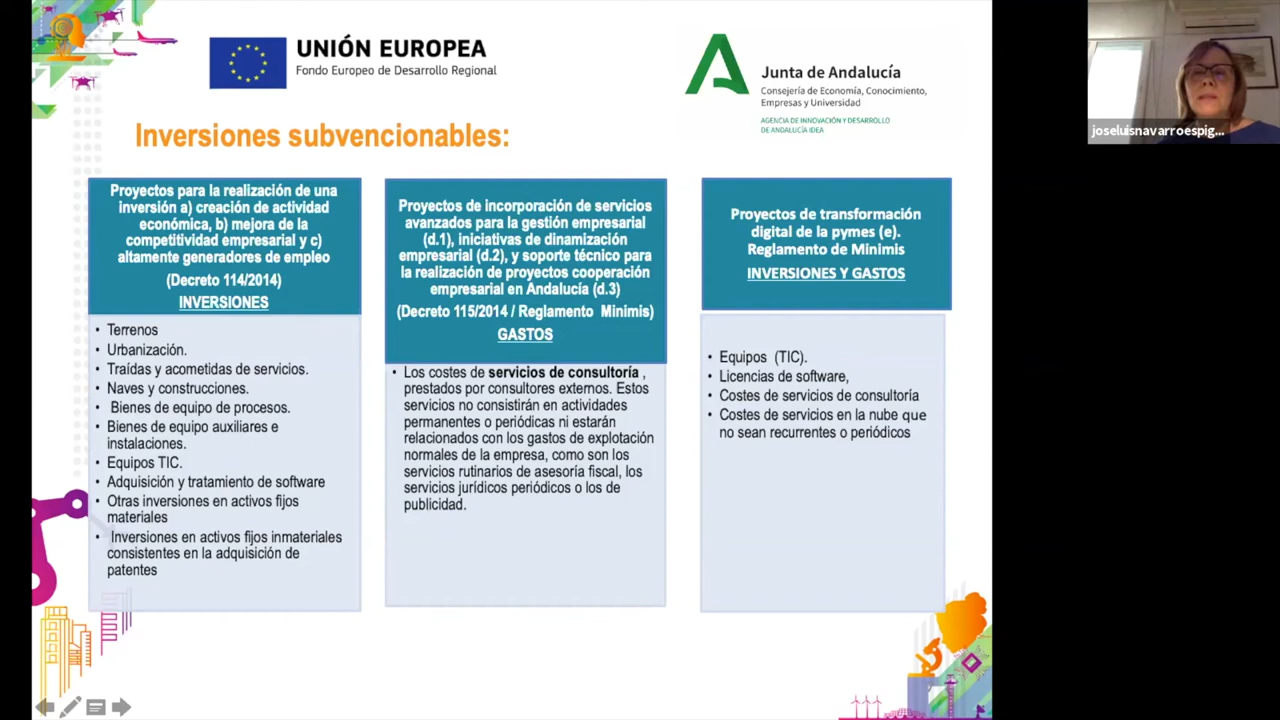 UNIÓN EUROPEA
Fondo Europeo de Desarrollo Regional
Junta de Andalucía
Consejería de Economía, Conocimiento,
Empresas y Universidad
AGENCIA DE INNOVACIÓN Y DESARROLLO
DE ANDALUCÍA IDEA
joseluisnavarroespig...
Inversiones subvencionables:
Proyectos para la realización de una
inversión a) creación de actividad
económica, b) mejora de la
competitividad empresarial y c)
altamente generadores de empleo
(Decreto 114/2014)
INVERSIONES
• Terrenos
• Urbanización.
• Traídas y acometidas de servicios.
• Naves y construcciones.
• Bienes de equipo de procesos.
• Bienes de equipo auxiliares e
instalaciones.
• Equipos TIC.
• Adquisición y tratamiento de software
• Otras inversiones en activos fijos
materiales
• Inversiones en activos fijos inmateriales
consistentes en la adquisición de
patentes
Proyectos de incorporación de servicios
avanzados para la gestión empresarial
(d.1), iniciativas de dinamización
empresarial (d.2), y soporte técnico para
la realización de proyectos cooperación
empresarial en Andalucía (d.3)
(Decreto 115/2014 / Reglamento Minimis)
GASTOS
• Los costes de servicios de consultoría ,
prestados por consultores externos. Estos
servicios no consistirán en actividades
permanentes o periódicas ni estarán
relacionados con los gastos de explotación
normales de la empresa, como son los
servicios rutinarios de asesoría fiscal, los
servicios jurídicos periódicos o los de
publicidad.
Proyectos de transformación
digital de la pymes (e).
Reglamento de Minimis
INVERSIONES Y GASTOS
• Equipos (TIC).
• Licencias de software,
• Costes de servicios de consultoría
• Costes de servicios en la nube que
no sean recurrentes o periódicos